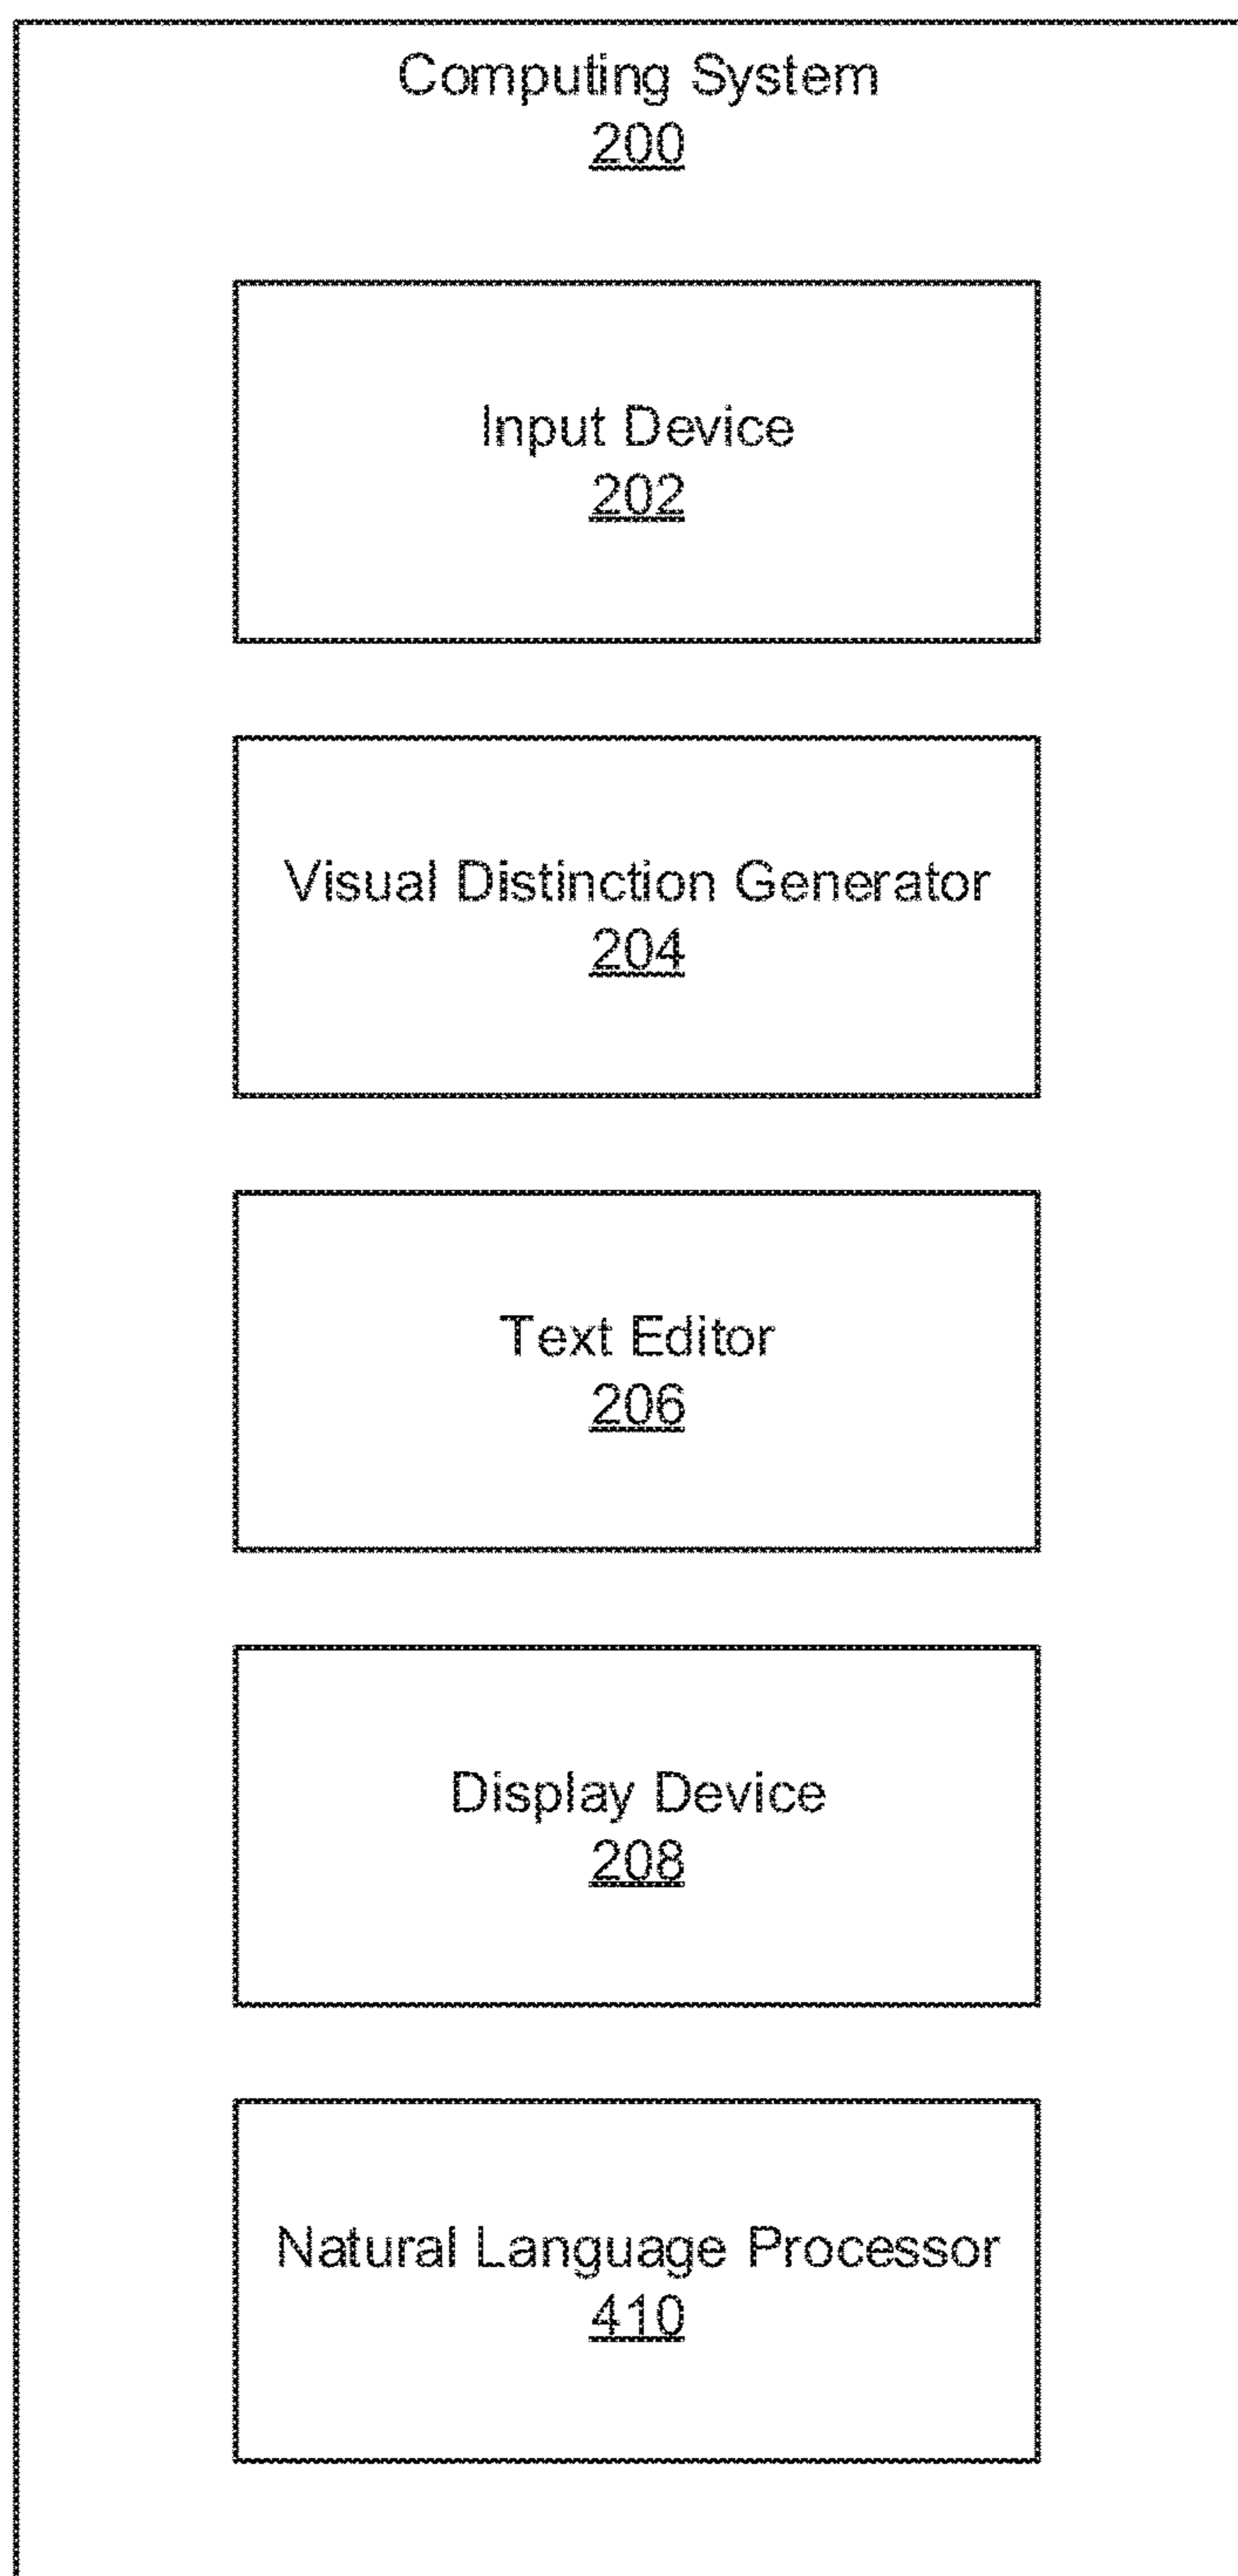 Computing System
200
Input Device
202
Visual Distinction Generator
204
Text Editor
206
Display Device
208
Natural Language Processor
410